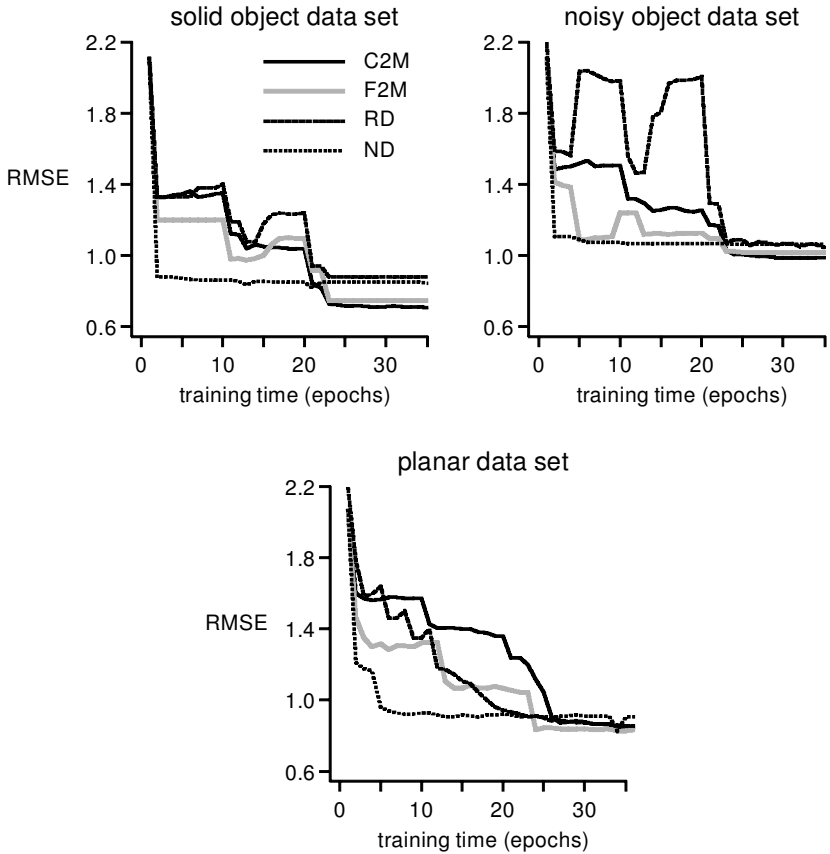 solid object data set
2.2
1.8
1.4
1.0
0.6
RMSE
C2M
F2M
RD
ND
0 10 20 30
training time (epochs)
noisy object data set
2.2
1.8
1.4
1.0
0.6
0 10 20 30
training time (epochs)
planar data set
2.2
1.8
1.4
1.0
0.6
RMSE
0 10 20 30
training time (epochs)